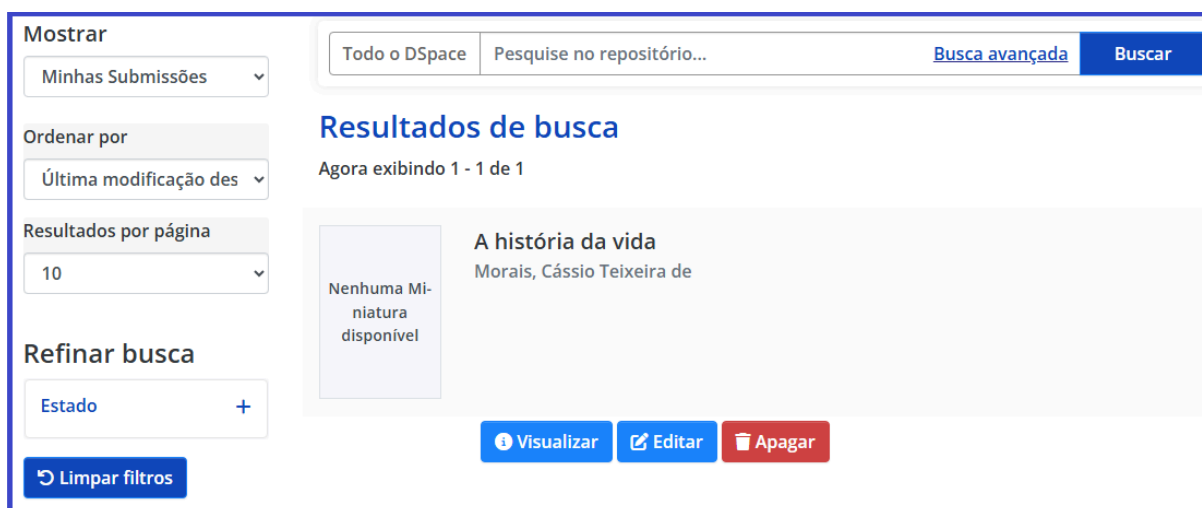 Mostrar
Minhas Submissões
Ordenar por
Última modificação des
Resultados por página
10
Refinar busca
Estado
Limpar filtros
Todo o DSpace
Pesquise no repositório...
Busca avançada
Buscar
Resultados de busca
Agora exibindo 1 - 1 de 1
Nenhuma Mi-
niatura
disponível
A história da vida
Morais, Cássio Teixeira de
Visualizar
Editar
Apagar